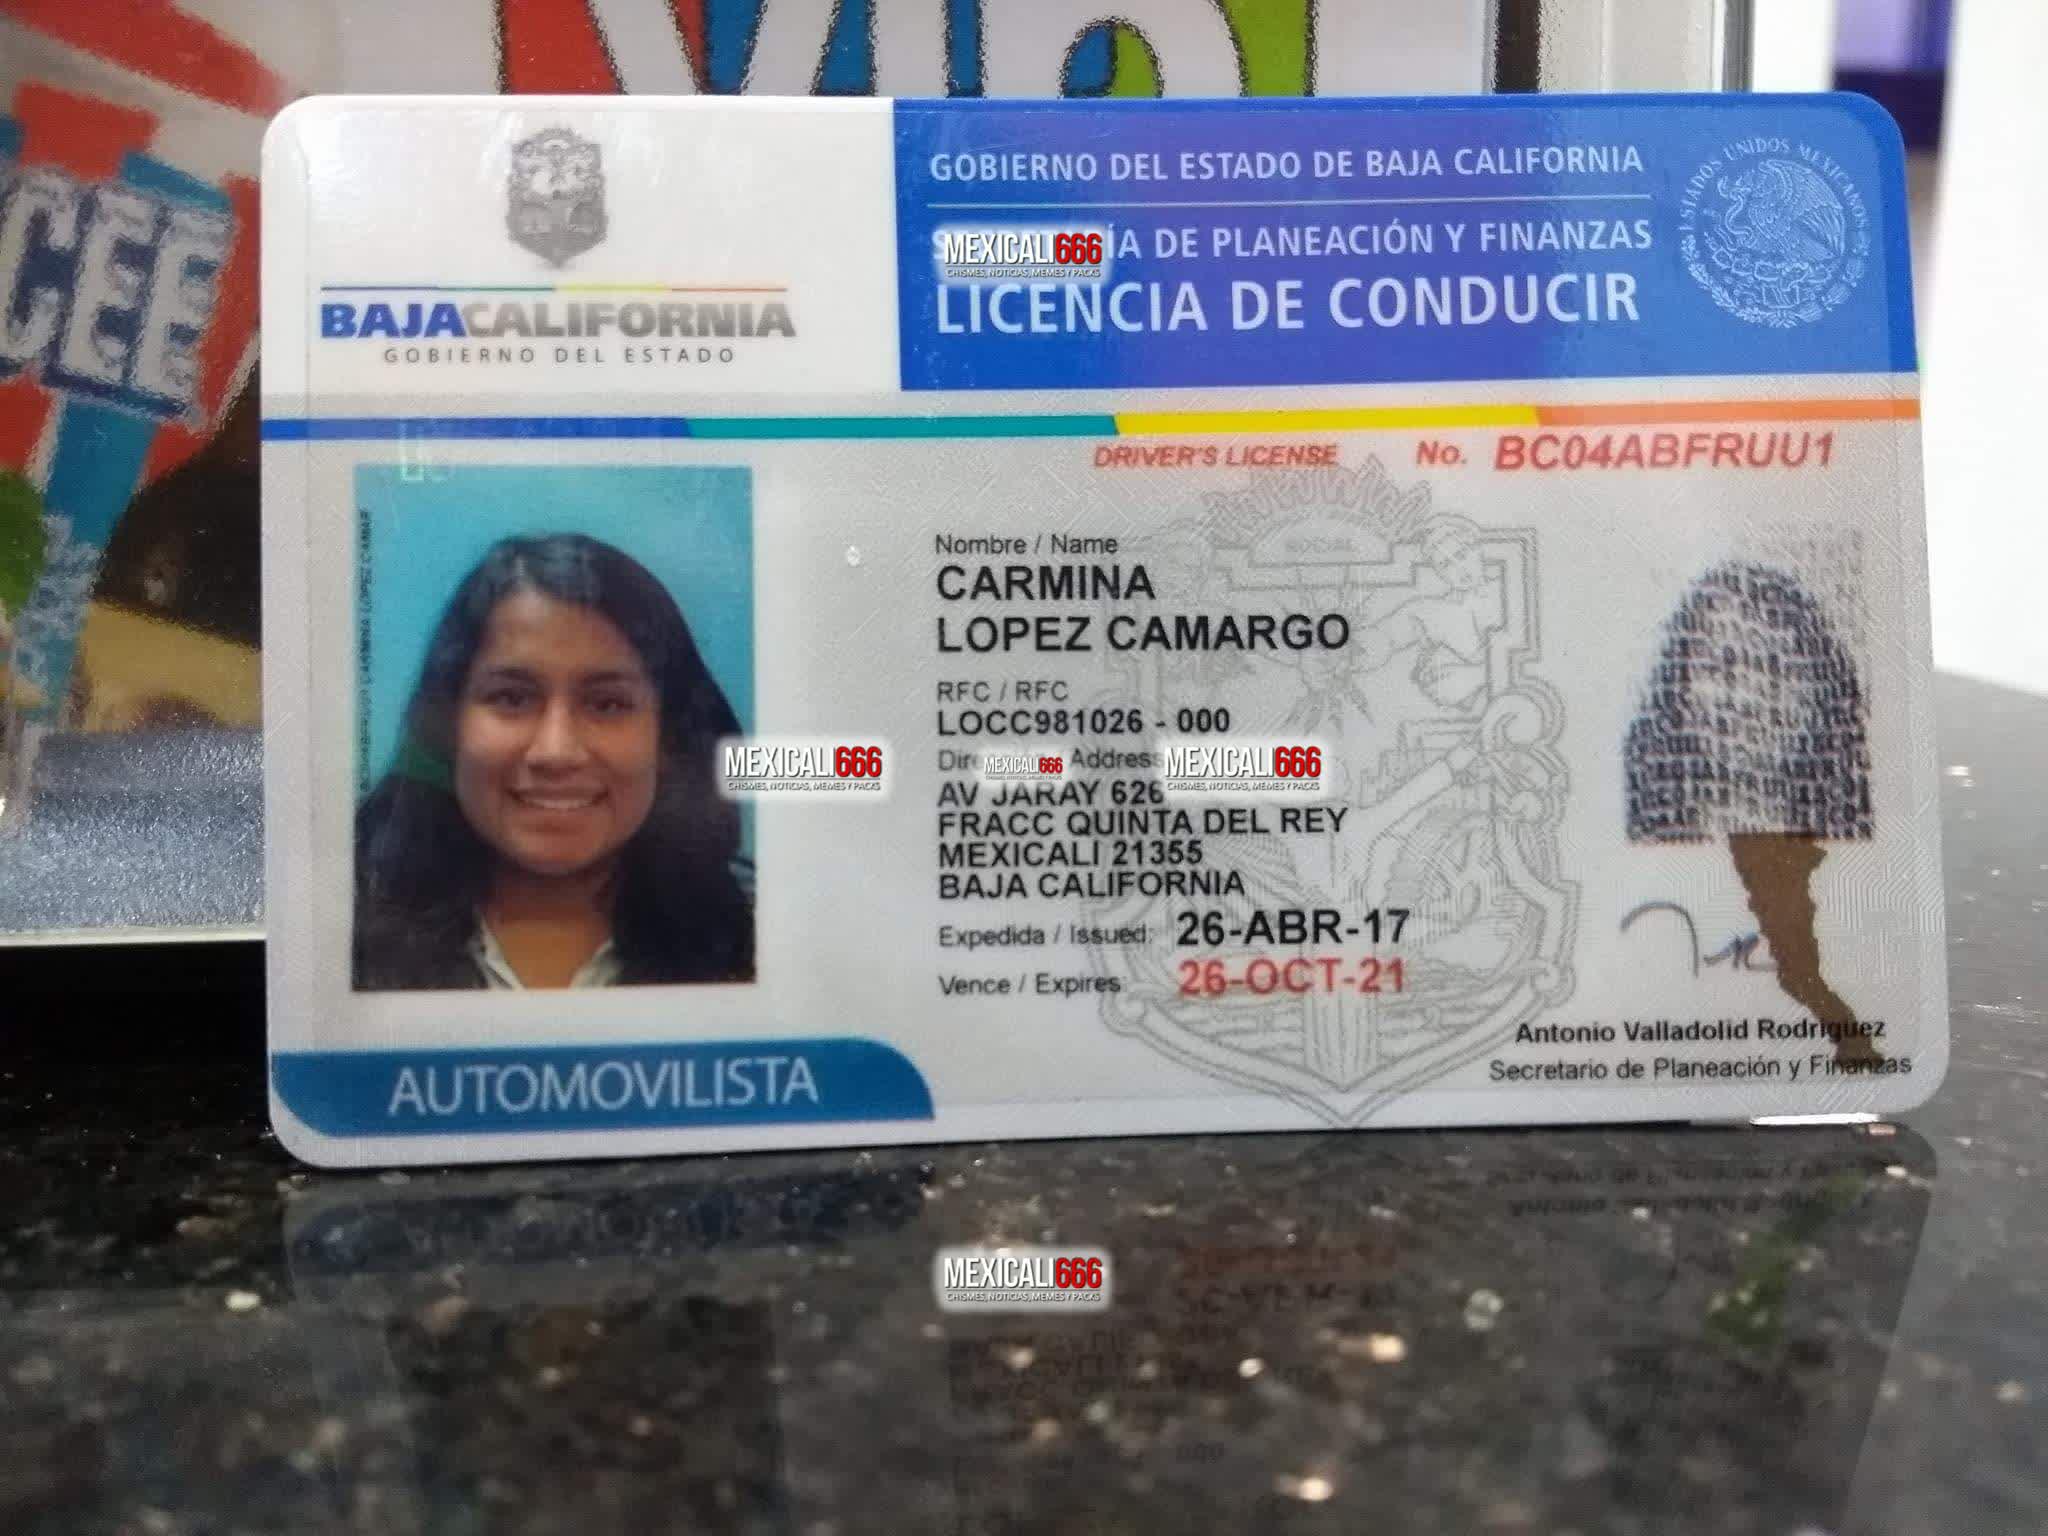 CEE
BAJACALIFORNIA
GOBIERNO DEL ESTADO
GOBIERNO DEL ESTADO DE BAJA CALIFORNIA
ÍA DE PLANEACIÓN Y FINANZAS
LICENCIA DE CONDUCIR
ESTADOS UNIDOS MEXICANOS
MEXICALI666
CHISMES, NOTICIAS, MEMES Y PACKS
DRIVER'S LICENSE No. BC04ABFRUU1
Nombre / Name
CARMINA
LOPEZ CAMARGO
RFC / RFC
LOCC981026 - 000
Address
AV JARAY 626
FRACC QUINTA DEL REY
MEXICALI 21355
BAJA CALIFORNIA
Expedida / Issued: 26-ABR-17
Vence / Expires: 26-OCT-21
MEXICALI666
CHISMES, NOTICIAS, MEMES Y PACKS
MEXICALI666
MEXICALI666
CHISMES, NOTICIAS, MEMES Y PACKS
SOCIAL
Antonio Valladolid Rodriguez
Secretario de Planeación y Finanzas
AUTOMOVILISTA
MEXICALI666
CHISMES, NOTICIAS, MEMES Y PACKS